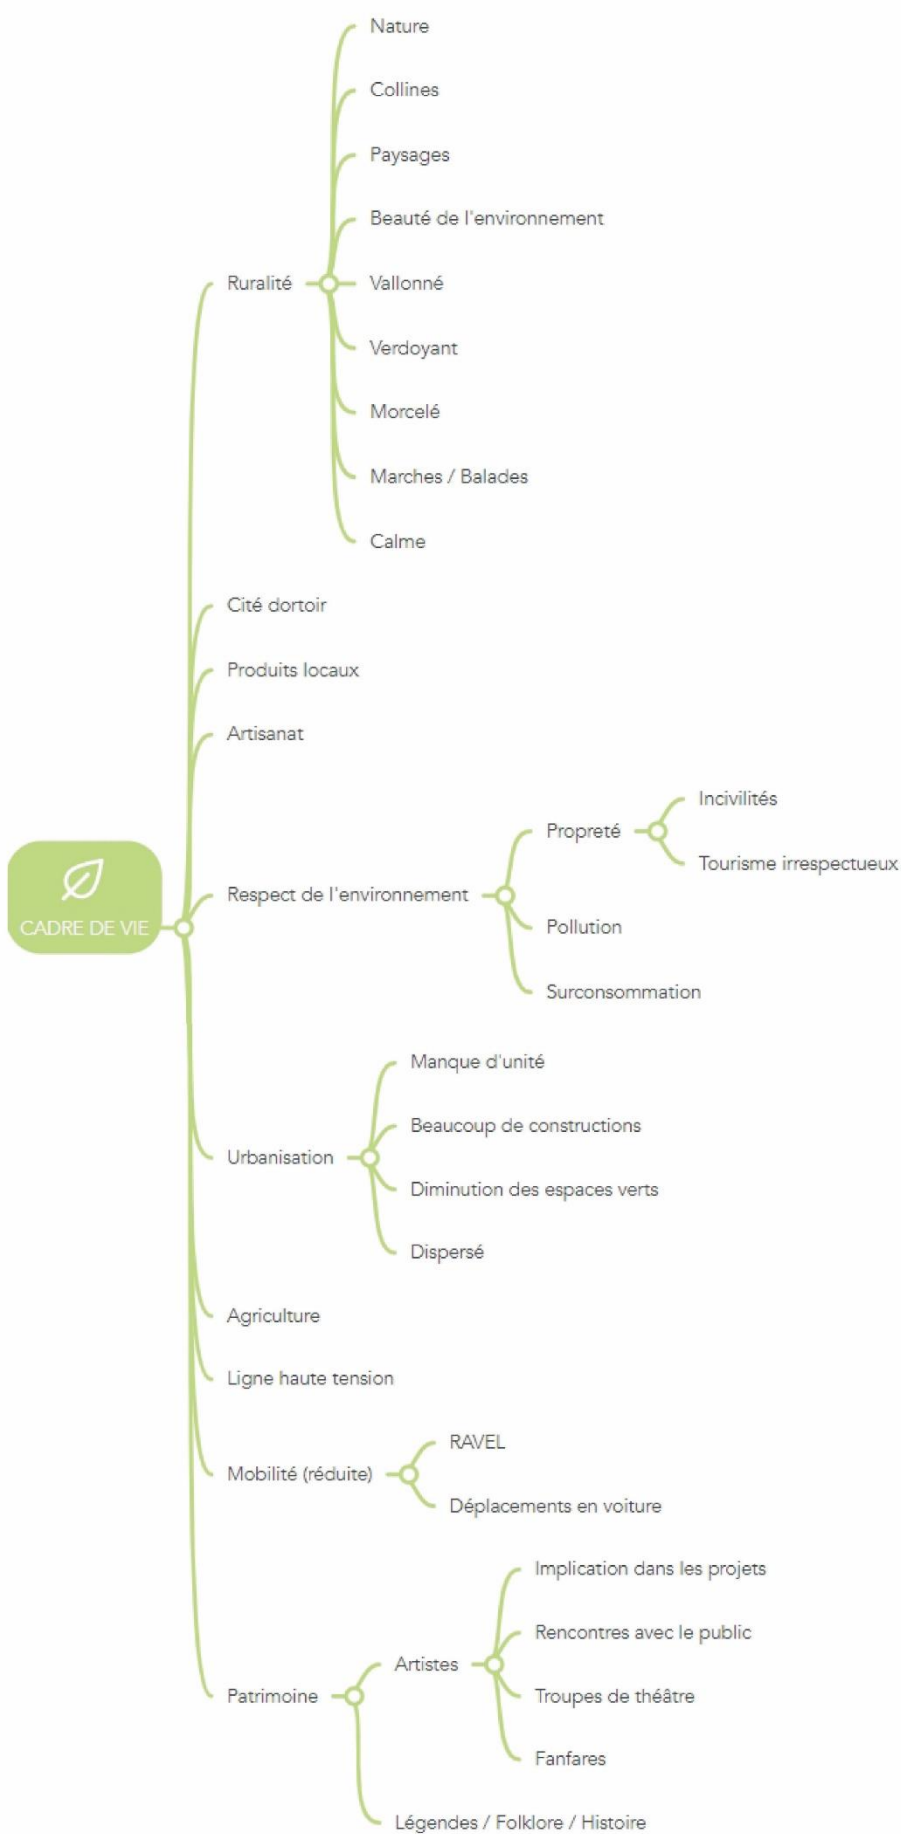 Nature
Collines
Paysages
Beauté de l'environnement
Ruralité
Vallonné
Verdoyant
Morcelé
Marches / Balades
Calme
Cité dortoir
Produits locaux
Artisanat
Incivilités
Propreté
Tourisme irrespectueux
Respect de l'environnement
CADRE DE VIE
Pollution
Surconsommation
Manque d'unité
Beaucoup de constructions
Urbanisation
Diminution des espaces verts
Dispersé
Agriculture
Ligne haute tension
RAVEL
Mobilité (réduite)
Déplacements en voiture
Implication dans les projets
Rencontres avec le public
Artistes
Troupes de théâtre
Patrimoine
Fanfares
Légendes / Folklore / Histoire